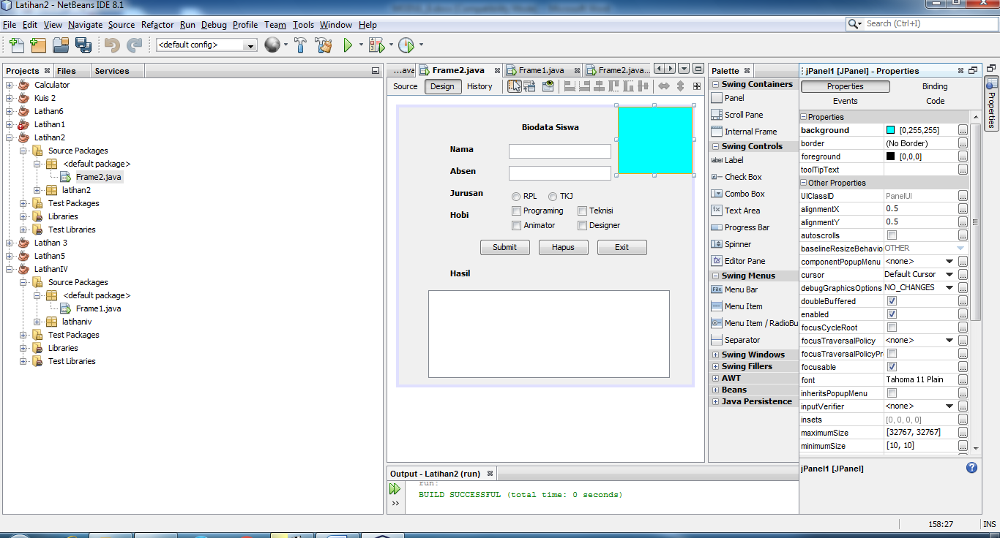 Latihan2 - NetBeans IDE 8.1
File Edit View Navigate Source Refactor Run Debug Profile Team Tools Window Help
Search (Ctrl+I)
<default config>
Projects Files Services
Calculator
Kuis 2
Lathan6
Latihan1
Latihan2
Source Packages
<default package>
Frame2.java
latihan2
Test Packages
Libraries
Test Libraries
Latihan 3
Latihan5
LatihanIV
Source Packages
<default package>
Frame1.java
latihaniv
Test Packages
Libraries
Test Libraries
...ava Frame2.java Frame1.java Frame2.java...
Source Design History
Biodata Siswa
Nama
Absen
Jurusan RPL TKJ
Hobi Programing Teknisi
Animator Designer
Submit Hapus Exit
Hasil
Output - Latihan2 (run)
run:
BUILD SUCCESSFUL (total time: 0 seconds)
Palette
Swing Containers
Panel
Scroll Pane
Internal Frame
Swing Controls
label Label
Check Box
Combo Box
Text Area
Progress Bar
Spinner
Editor Pane
Swing Menus
File Menu Bar
Menu Item
Menu Item / RadioBu
Separator
Swing Windows
Swing Fillers
AWT
Beans
Java Persistence
jPanel1 [JPanel] - Properties
Properties Binding
Events Code
Properties
background [0,255,255] ...
border (No Border) ...
foreground [0,0,0] ...
toolTipText ...
Other Properties
UIClassID PanelUI ...
alignmentX 0.5 ...
alignmentY 0.5 ...
autoscrolls ...
baselineResizeBehavio OTHER
componentPopupMenu <none> ...
cursor Default Cursor ...
debugGraphicsOptions NO_CHANGES ...
doubleBuffered ...
enabled ...
focusCycleRoot ...
focusTraversalPolicy <none> ...
focusTraversalPolicyPr ...
focusable ...
font Tahoma 11 Plain ...
inheritsPopupMenu ...
inputVerifier <none> ...
insets [0, 0, 0, 0] ...
maximumSize [32767, 32767] ...
minimumSize [10, 10] ...
jPanel1 [JPanel]
Properties
158:27 INS